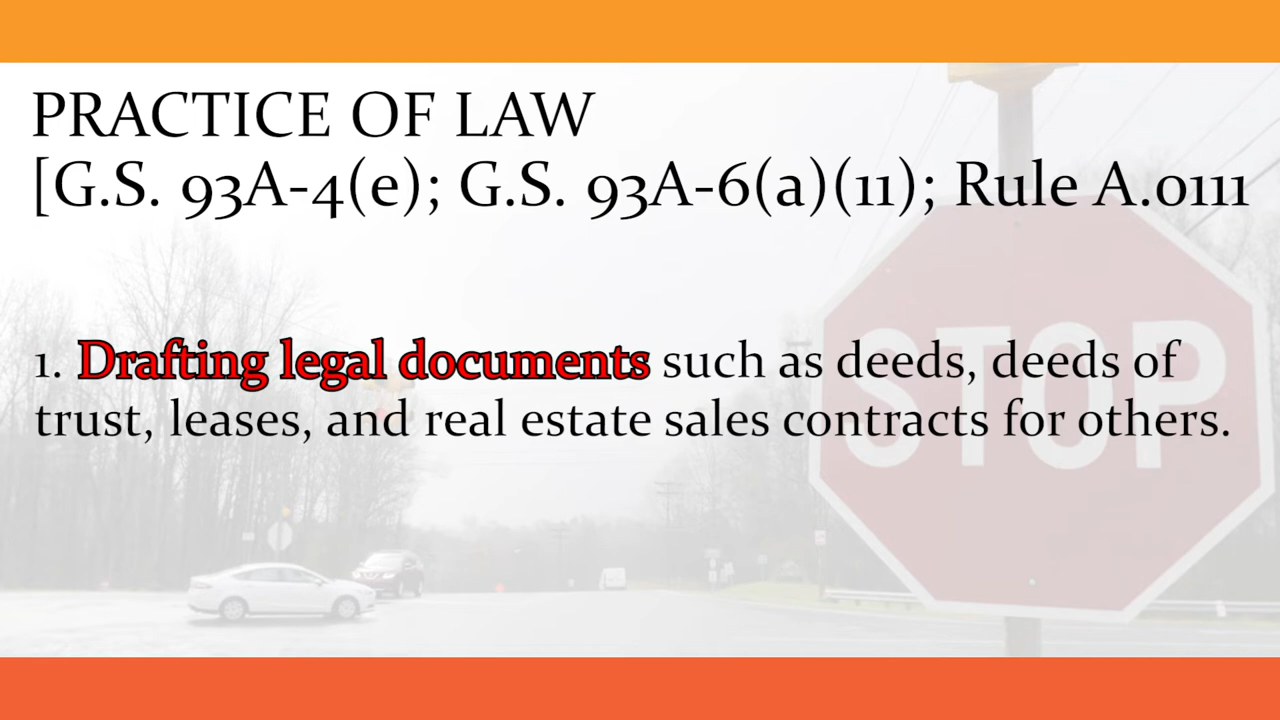 PRACTICE OF LAW
[G.S. 93A-4(e); G.S. 93A-6(a)(11); Rule A.0111
1. Drafting legal documents such as deeds, deeds of
trust, leases, and real estate sales contracts for others.
STOP